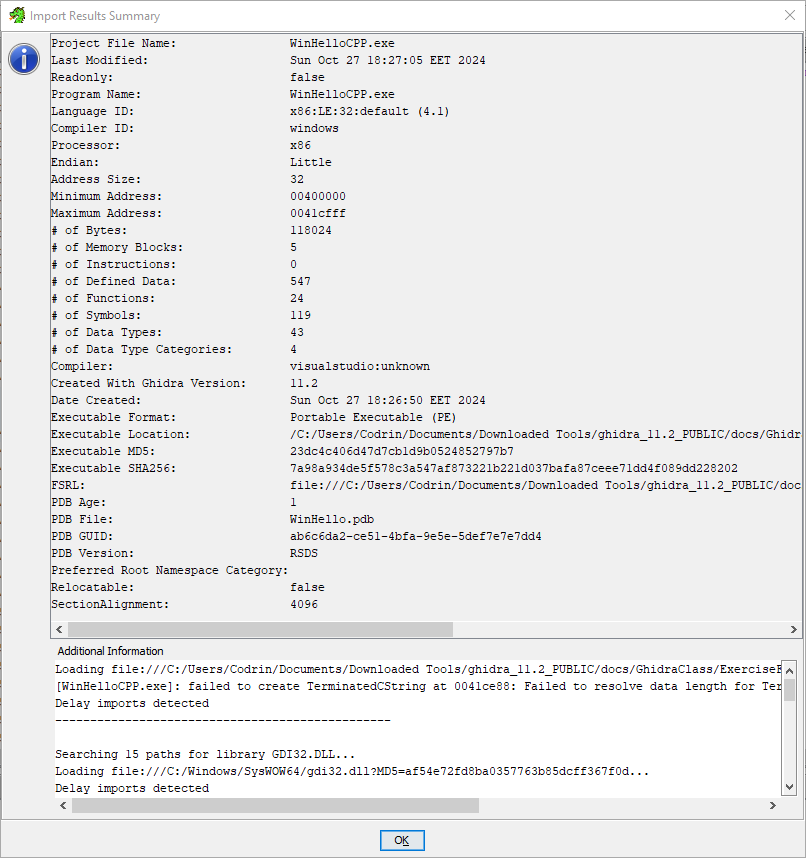 Import Results Summary
Project File Name: WinHelloCPP.exe
Last Modified: Sun Oct 27 18:27:05 EET 2024
Readonly: false
Program Name: WinHelloCPP.exe
Language ID: x86:LE:32:default (4.1)
Compiler ID: windows
Processor: x86
Endian: Little
Address Size: 32
Minimum Address: 00400000
Maximum Address: 0041cfff
# of Bytes: 118024
# of Memory Blocks: 5
# of Instructions: 0
# of Defined Data: 547
# of Functions: 24
# of Symbols: 119
# of Data Types: 43
# of Data Type Categories: 4
Compiler: visualstudio:unknown
Created With Ghidra Version: 11.2
Date Created: Sun Oct 27 18:26:50 EET 2024
Executable Format: Portable Executable (PE)
Executable Location: /C:/Users/Codrin/Documents/Downloaded Tools/ghidra_11.2_PUBLIC/docs/Ghidr
Executable MD5: 23dc4c406d47d7cb1d9b0524852797b7
Executable SHA256: 7a98a934de5f578c3a547af873221b221d037bafa87ceee71dd4f089dd228202
FSRL: file:///C:/Users/Codrin/Documents/Downloaded Tools/ghidra_11.2_PUBLIC/doc
PDB Age: 1
PDB File: WinHello.pdb
PDB GUID: ab6c6da2-ce51-4bfa-9e5e-5def7e7e7dd4
PDB Version: RSDS
Preferred Root Namespace Category:
Relocatable: false
SectionAlignment: 4096
Additional Information
Loading file:///C:/Users/Codrin/Documents/Downloaded Tools/ghidra_11.2_PUBLIC/docs/GhidraClass/ExerciseF
[WinHelloCPP.exe]: failed to create TerminatedCString at 0041ce88: Failed to resolve data length for Ter
Delay imports detected
------------------------------------------------
Searching 15 paths for library GDI32.DLL...
Loading file:///C:/Windows/SysWOW64/gdi32.dll?MD5=af54e72fd8ba0357763b85dcff367f0d...
Delay imports detected
OK